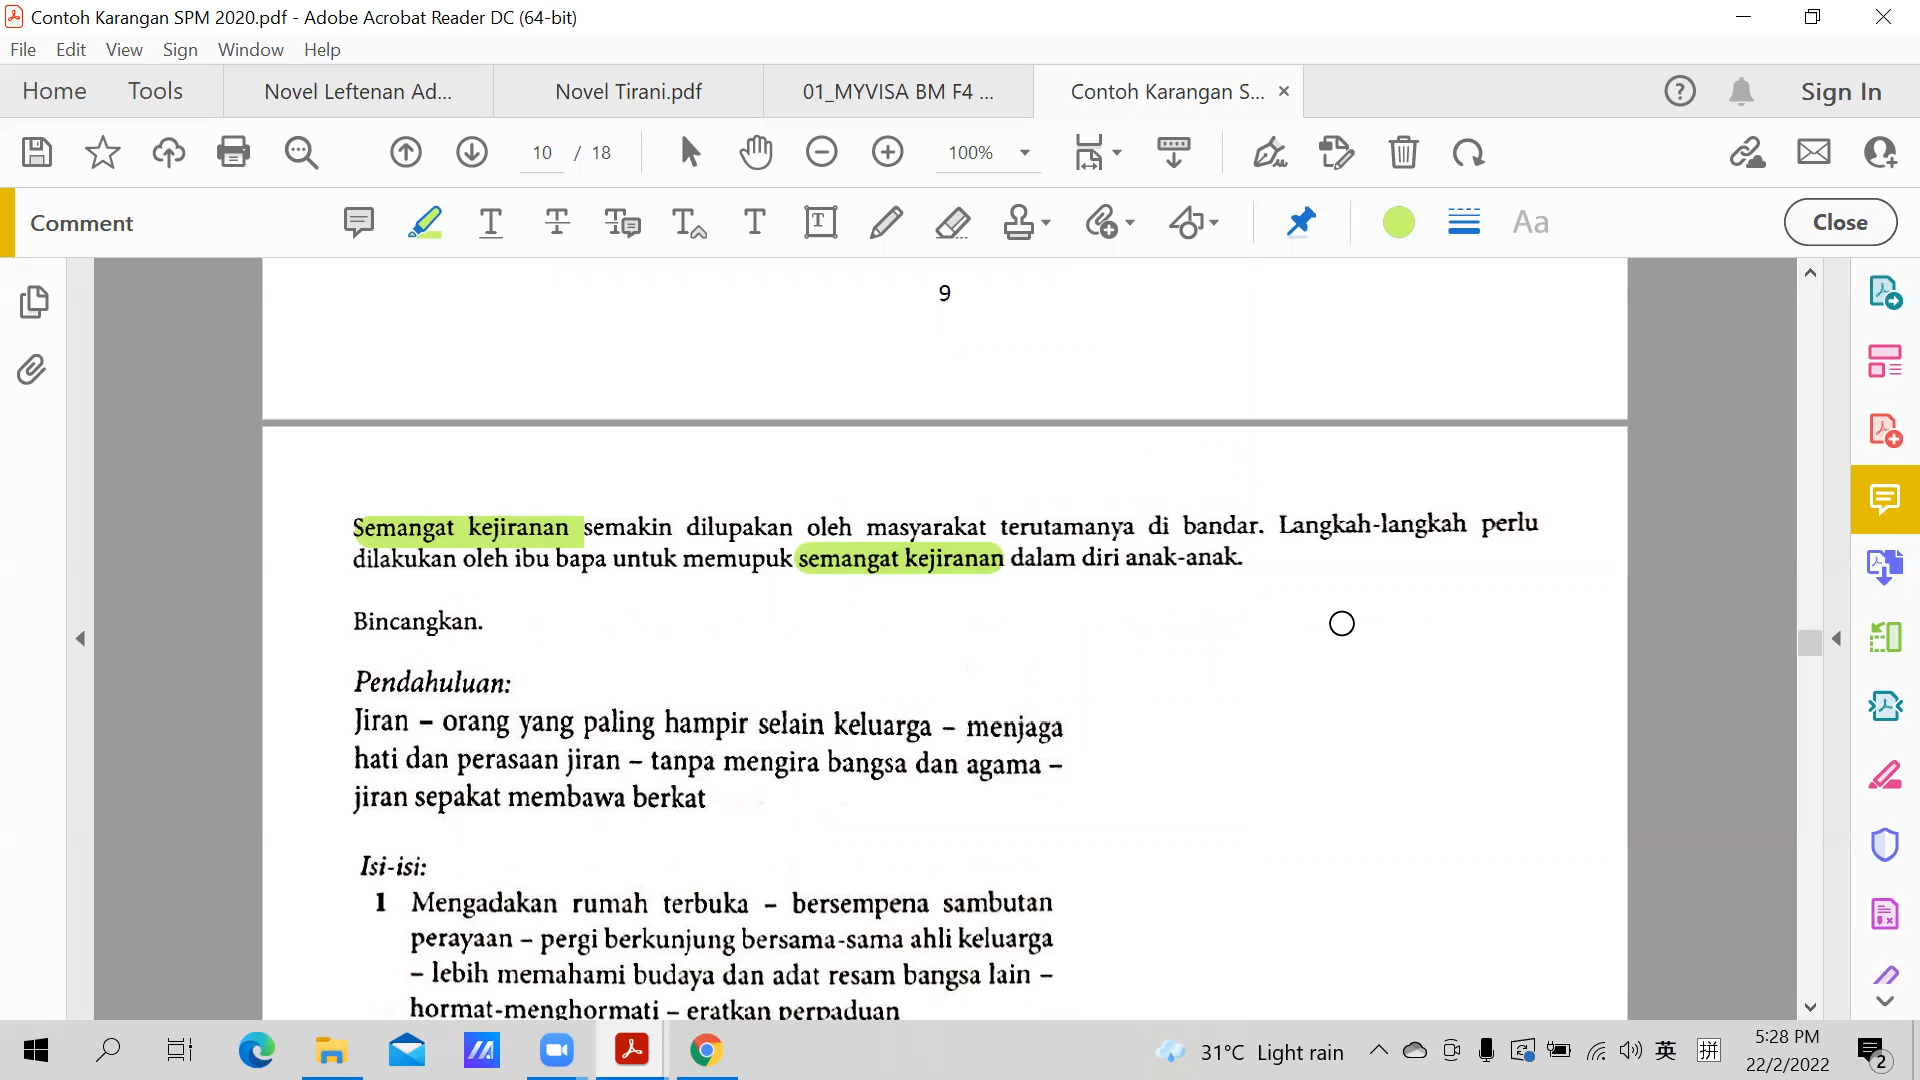 Contoh Karangan SPM 2020.pdf - Adobe Acrobat Reader DC (64-bit)
File Edit View Sign Window Help
Home Tools Novel Leftenan Ad... Novel Tirani.pdf 01_MYVISA BM F4 ... Contoh Karangan S... × Sign In
10 / 18 100%
Comment Aa Close
9
Semangat kejiranan semakin dilupakan oleh masyarakat terutamanya di bandar. Langkah-langkah perlu
dilakukan oleh ibu bapa untuk memupuk semangat kejiranan dalam diri anak-anak.
Bincangkan.
Pendahuluan:
Jiran – orang yang paling hampir selain keluarga – menjaga
hati dan perasaan jiran – tanpa mengira bangsa dan agama –
jiran sepakat membawa berkat
Isi-isi:
1 Mengadakan rumah terbuka – bersempena sambutan
perayaan – pergi berkunjung bersama-sama ahli keluarga
– lebih memahami budaya dan adat resam bangsa lain –
hormat-menghormati – eratkan perpaduan
31°C Light rain 英 拼 5:28 PM
22/2/2022 2